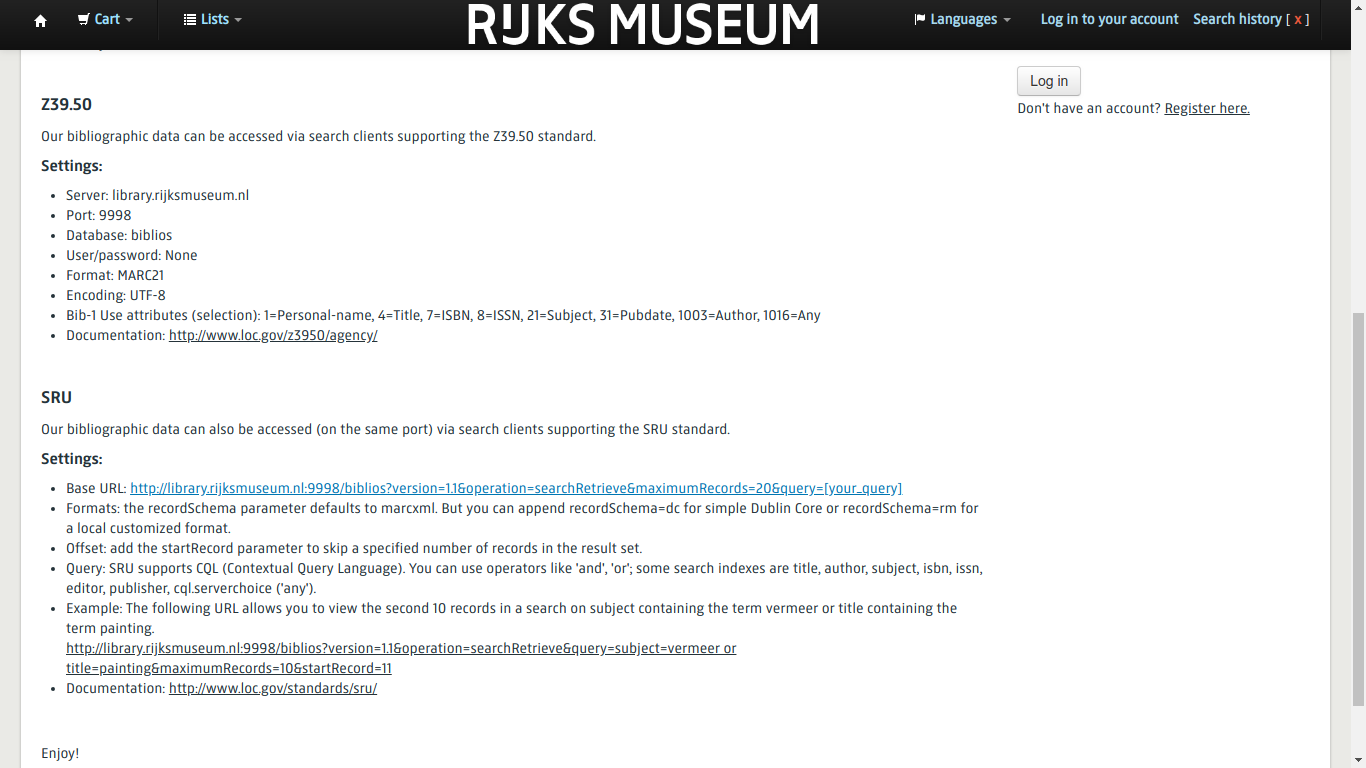 Cart
Lists
RIJKS MUSEUM
Languages
Log in to your account
Search history [ x ]
Log in
Don't have an account? Register here.
Z39.50
Our bibliographic data can be accessed via search clients supporting the Z39.50 standard.
Settings:
Server: library.rijksmuseum.nl
Port: 9998
Database: biblios
User/password: None
Format: MARC21
Encoding: UTF-8
Bib-1 Use attributes (selection): 1=Personal-name, 4=Title, 7=ISBN, 8=ISSN, 21=Subject, 31=Pubdate, 1003=Author, 1016=Any
Documentation: http://www.loc.gov/z3950/agency/
SRU
Our bibliographic data can also be accessed (on the same port) via search clients supporting the SRU standard.
Settings:
Base URL: http://library.rijksmuseum.nl:9998/biblios?version=1.1&operation=searchRetrieve&maximumRecords=20&query=[your_query]
Formats: the recordSchema parameter defaults to marcxml. But you can append recordSchema=dc for simple Dublin Core or recordSchema=rm for
a local customized format.
Offset: add the startRecord parameter to skip a specified number of records in the result set.
Query: SRU supports CQL (Contextual Query Language). You can use operators like 'and', 'or'; some search indexes are title, author, subject, isbn, issn,
editor, publisher, cql.serverchoice ('any').
Example: The following URL allows you to view the second 10 records in a search on subject containing the term vermeer or title containing the
term painting.
http://library.rijksmuseum.nl:9998/biblios?version=1.1&operation=searchRetrieve&query=subject=vermeer or
title=painting&maximumRecords=10&startRecord=11
Documentation: http://www.loc.gov/standards/sru/
Enjoy!